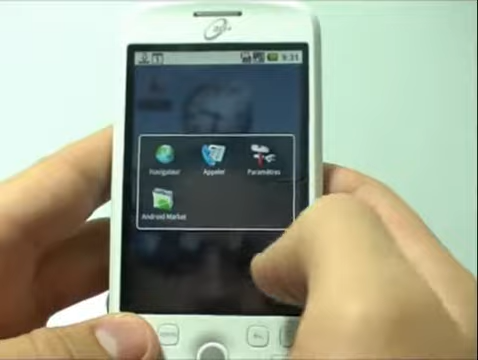 9:31
Navigateur
Appeler
Paramètres
Android Market